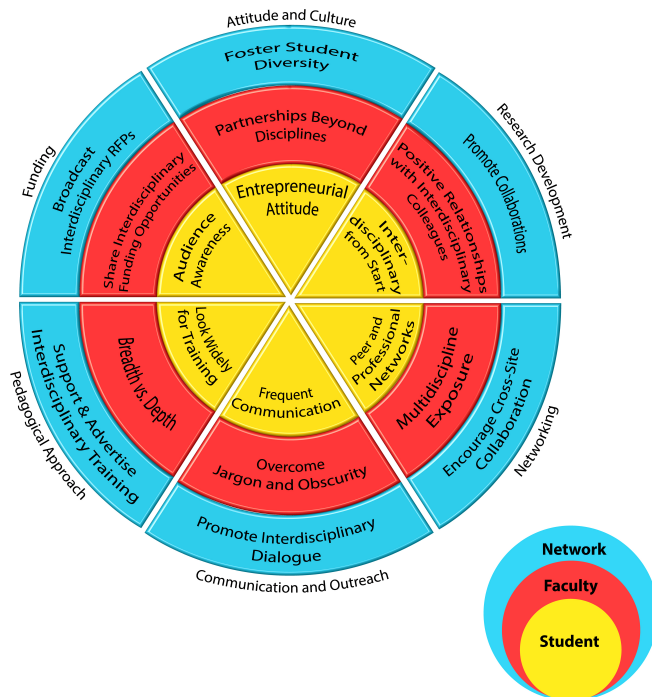 Attitude and Culture
Foster Student
Diversity
Partnerships Beyond
Disciplines
Entrepreneurial
Attitude
Research Development
Promote Collaborations
Positive Relationships
with Interdisciplinary
Colleagues
Inter-
disciplinary
from Start
Networking
Encourage Cross-Site
Collaboration
Multidiscipline
Exposure
Peer and
Professional
Networks
Communication and Outreach
Promote Interdisciplinary
Dialogue
Overcome
Jargon and Obscurity
Frequent
Communication
Pedagogical Approach
Support & Advertise
Interdisciplinary Training
Breadth vs. Depth
Look Widely
for Training
Funding
Broadcast
Interdisciplinary RFPs
Share Interdisciplinary
Funding Opportunities
Audience
Awareness
Network
Faculty
Student